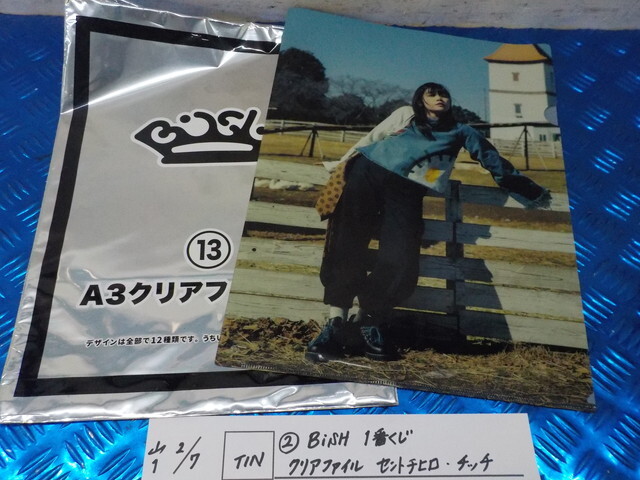 BiSH
⑬
A3クリアフ
デザインは全部で12種類です。うち
山 2/7 TIN ② BiSH 1番くじ
1 クリアファイル セントチヒロ・チッチ